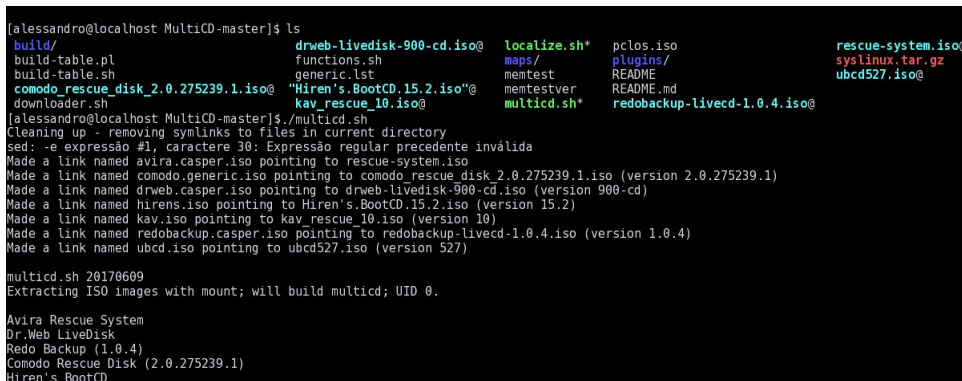 [alessandro@localhost MultiCD-master]$ ls
build/ drweb-livedisk-900-cd.iso@ localize.sh* pclos.iso rescue-system.iso@
build-table.pl functions.sh maps/ plugins/ syslinux.tar.gz
build-table.sh generic.lst memtest README ubcd527.iso@
comodo_rescue_disk_2.0.275239.1.iso@ "Hiren's.BootCD.15.2.iso"@ memtestver README.md
downloader.sh kav_rescue_10.iso@ multicd.sh* redobackup-livecd-1.0.4.iso@
[alessandro@localhost MultiCD-master]$./multicd.sh
Cleaning up - removing symlinks to files in current directory
sed: -e expressão #1, caractere 30: Expressão regular precedente inválida
Made a link named avira.casper.iso pointing to rescue-system.iso
Made a link named comodo.generic.iso pointing to comodo_rescue_disk_2.0.275239.1.iso (version 2.0.275239.1)
Made a link named drweb.casper.iso pointing to drweb-livedisk-900-cd.iso (version 900-cd)
Made a link named hirens.iso pointing to Hiren's.BootCD.15.2.iso (version 15.2)
Made a link named kav.iso pointing to kav_rescue_10.iso (version 10)
Made a link named redobackup.casper.iso pointing to redobackup-livecd-1.0.4.iso (version 1.0.4)
Made a link named ubcd.iso pointing to ubcd527.iso (version 527)
multicd.sh 20170609
Extracting ISO images with mount; will build multicd; UID 0.
Avira Rescue System
Dr.Web LiveDisk
Redo Backup (1.0.4)
Comodo Rescue Disk (2.0.275239.1)
Hiren's BootCD